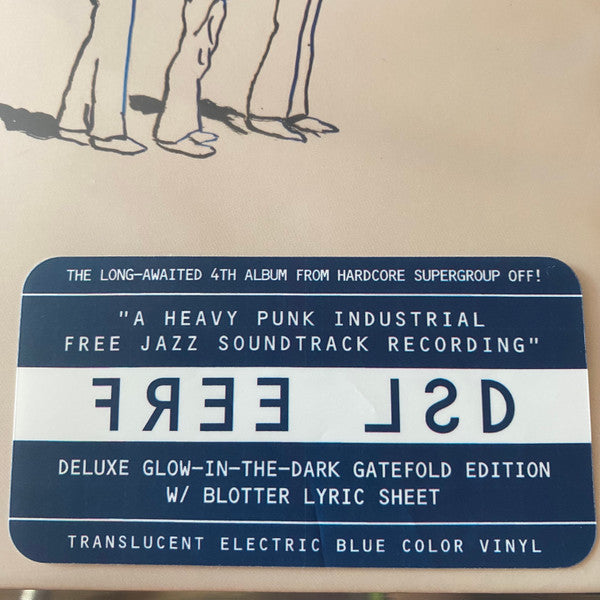 THE LONG-AWAITED 4TH ALBUM FROM HARDCORE SUPERGROUP OFF!
"A HEAVY PUNK INDUSTRIAL
FREE JAZZ SOUNDTRACK RECORDING"
FREE LSD
DELUXE GLOW-IN-THE-DARK GATEFOLD EDITION
W/ BLOTTER LYRIC SHEET
TRANSLUCENT ELECTRIC BLUE COLOR VINYL